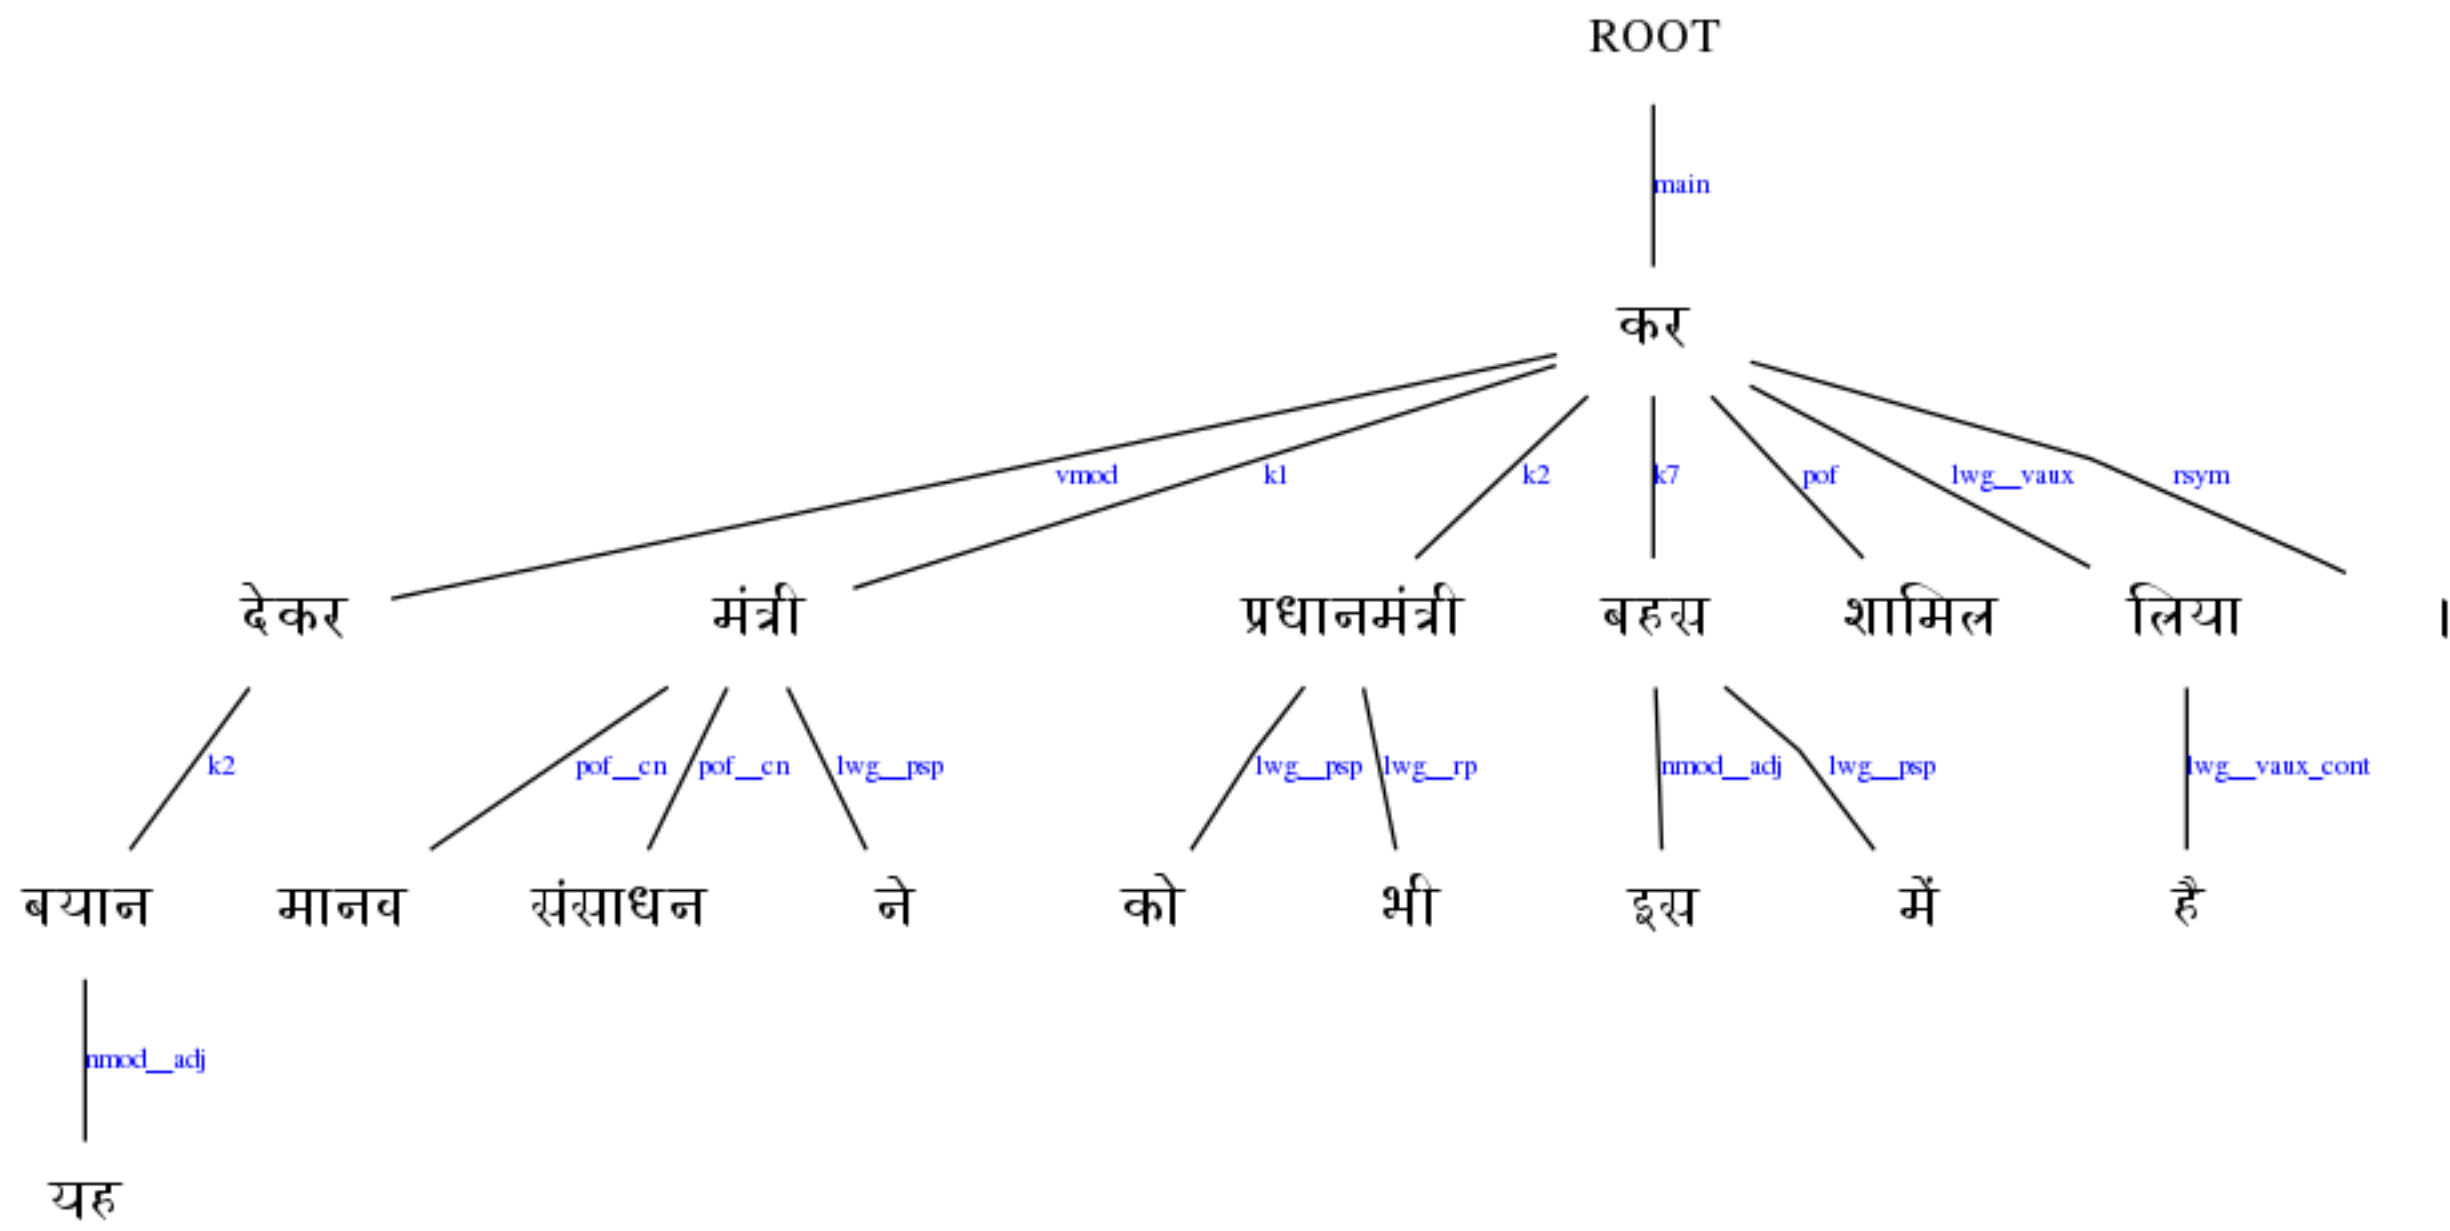 ROOT
main
कर
vmod k1 k2 k7 pof lwg__vaux rsym
देकर मंत्री प्रधानमंत्री बहस शामिल लिया ।
k2 pof__cn pof__cn lwg__psp lwg__psp lwg__rp nmod__adj lwg__psp lwg__vaux_cont
बयान मानव संसाधन ने को भी इस में है
nmod__adj
यह